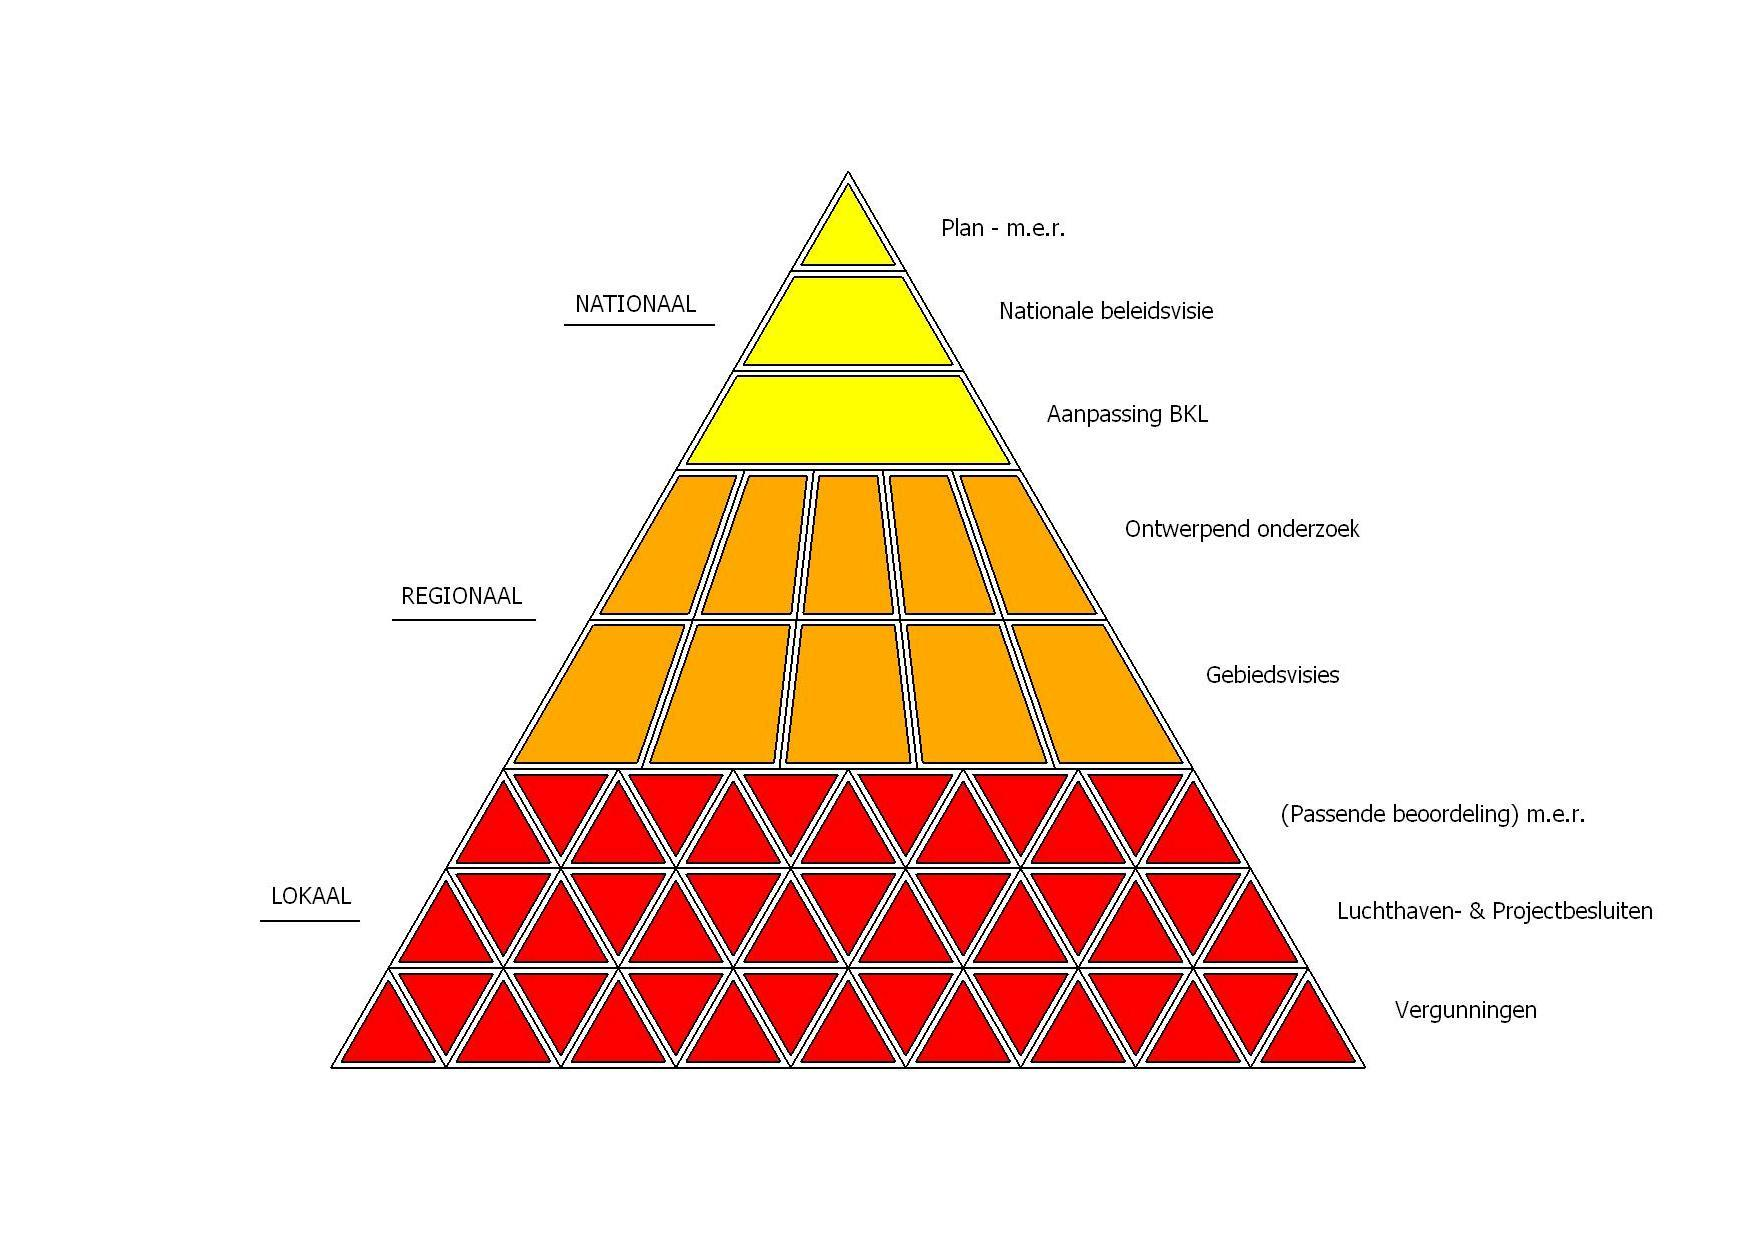 Plan - m.e.r.
NATIONAAL
Nationale beleidsvisie
Aanpassing BKL
Ontwerpend onderzoek
REGIONAAL
Gebiedsvisies
(Passende beoordeling) m.e.r.
LOKAAL
Luchthaven- & Projectbesluiten
Vergunningen